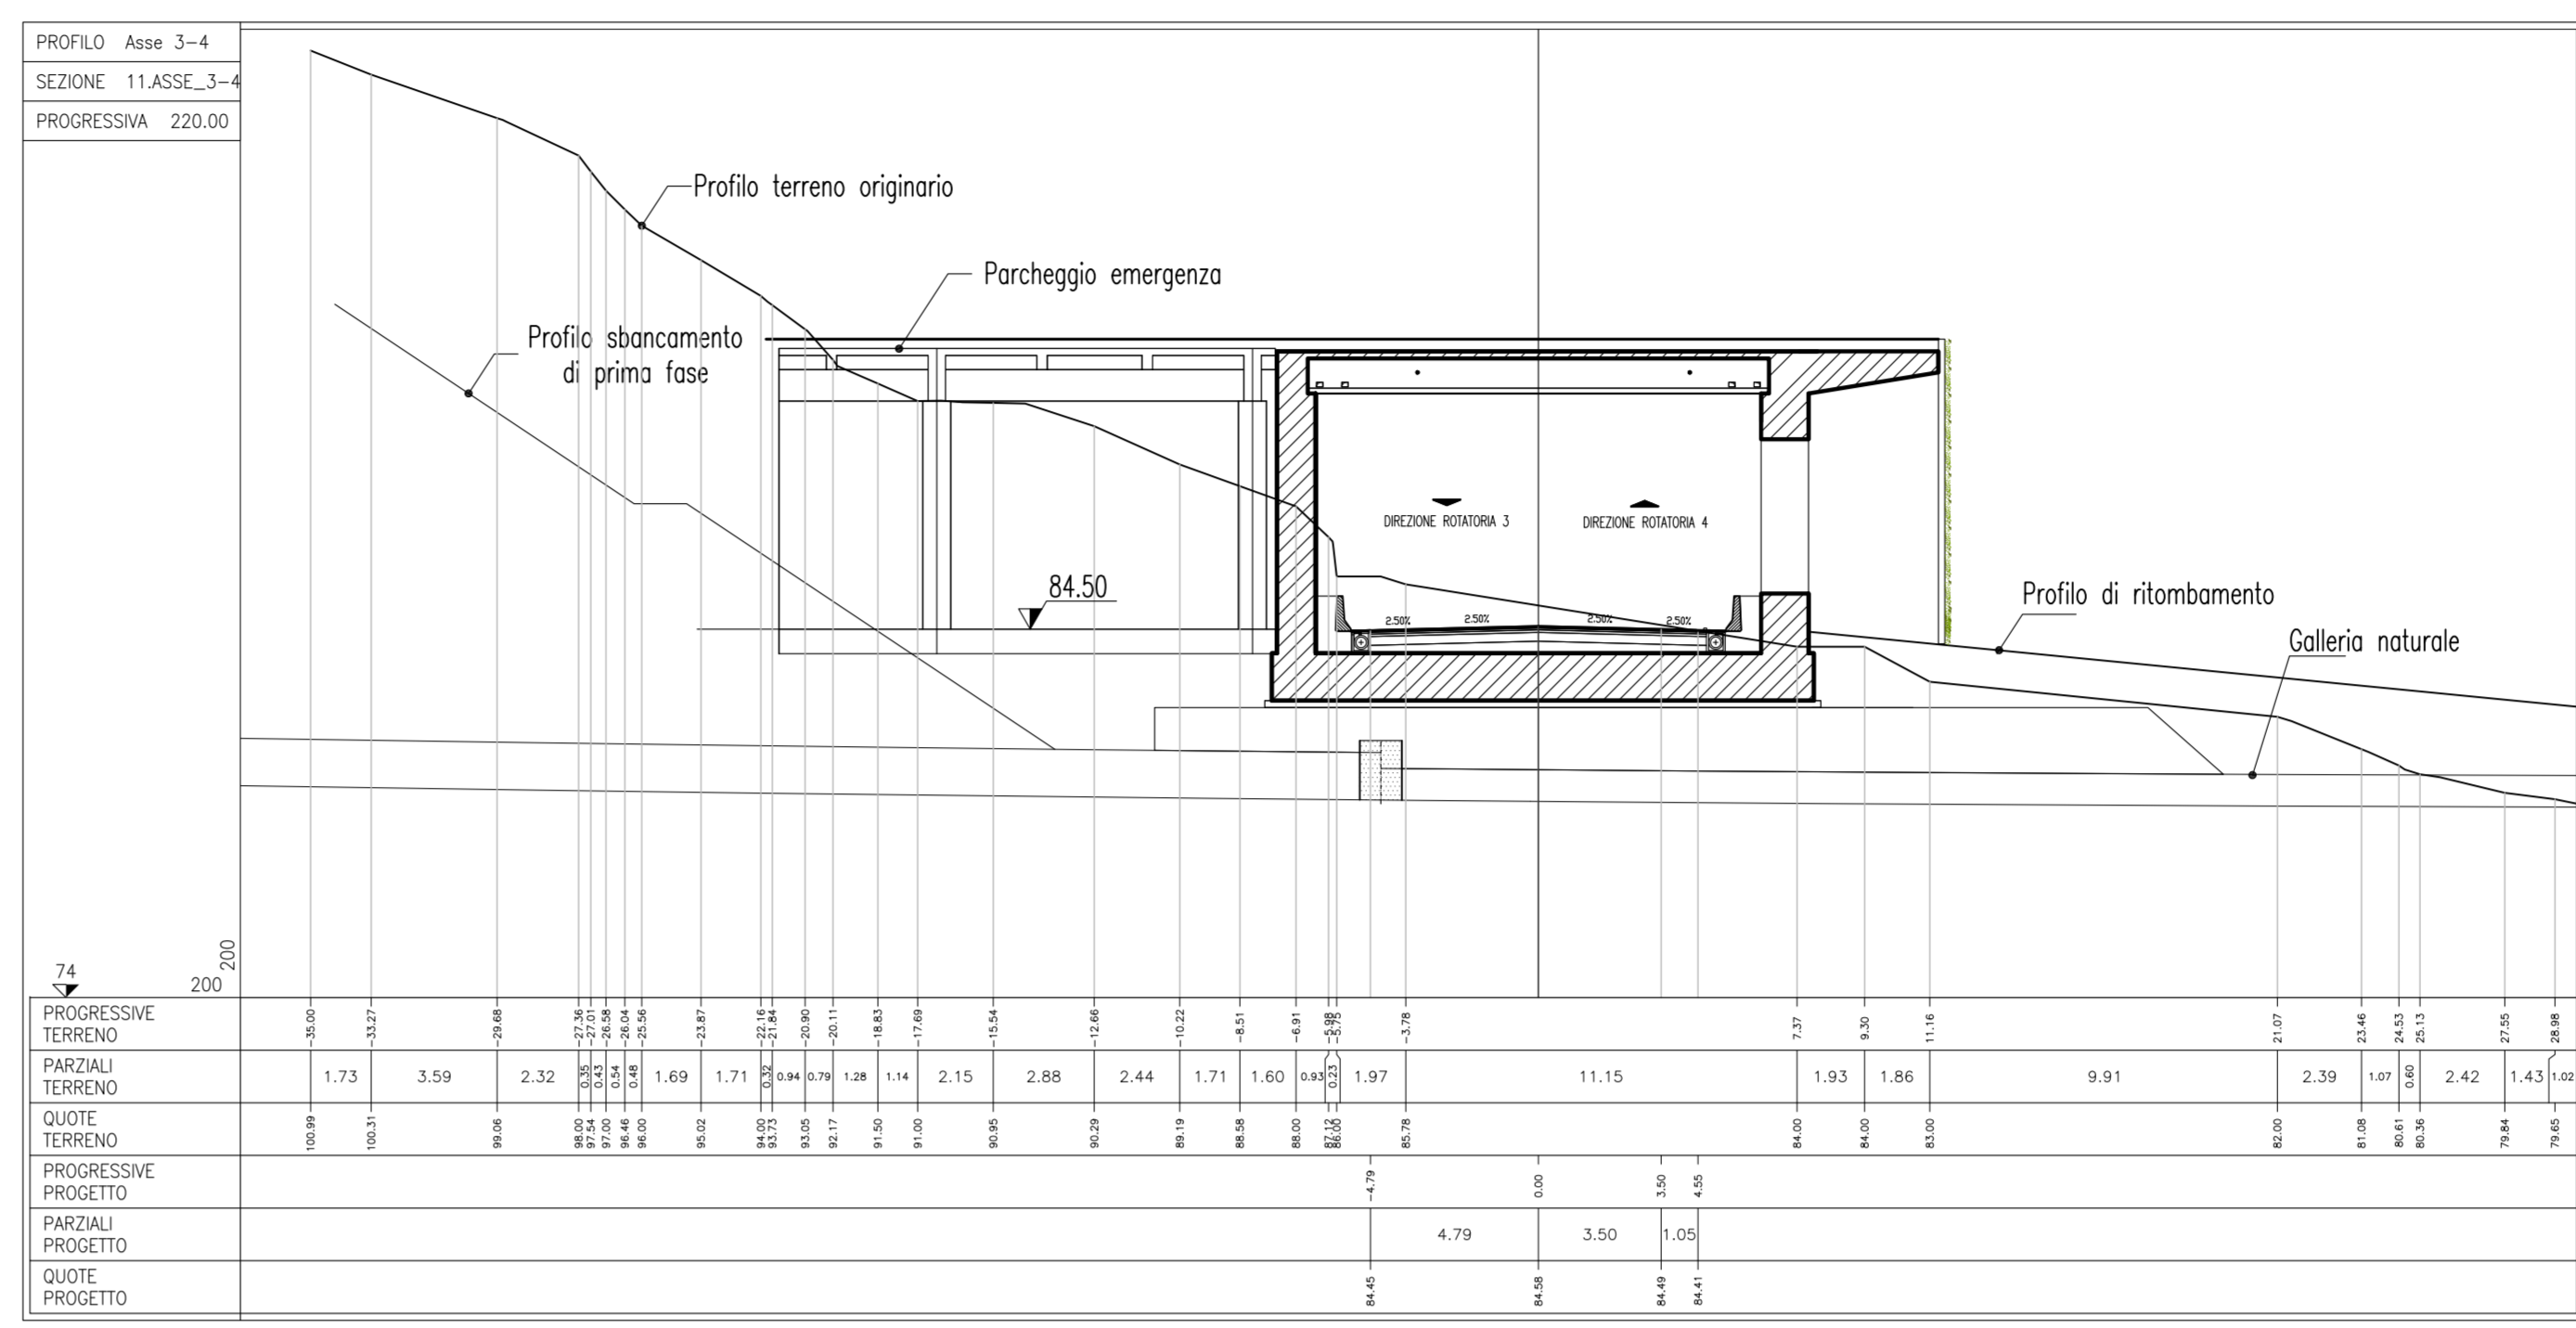 PROFILO Asse 3-4
SEZIONE 11.ASSE_3-4
PROGRESSIVA 220.00
Profilo terreno originario
Parcheggio emergenza
Profilo sbancamento
di prima fase
DIREZIONE ROTATORIA 3
DIREZIONE ROTATORIA 4
84.50
Profilo di ritombamento
2.50% 2.50% 2.50% 2.50%
Galleria naturale
200
74
200
PROGRESSIVE
TERRENO
-35.00 -33.27 -29.68 -27.36 -27.01 -26.58 -26.04 -25.56 -23.87 -22.16 -21.84 -20.90 -20.11 -18.83 -17.69 -15.54 -12.66 -10.22 -8.51 -6.91 -5.98 -5.75 -3.78 7.37 9.30 11.16 21.07 23.46 24.53 25.13 27.55 28.98
PARZIALI
TERRENO
1.73 3.59 2.32 0.35 0.43 0.54 0.48 1.69 1.71 0.32 0.94 0.79 1.28 1.14 2.15 2.88 2.44 1.71 1.60 0.93 0.23 1.97 11.15 1.93 1.86 9.91 2.39 1.07 0.60 2.42 1.43 1.02
QUOTE
TERRENO
100.99 100.31 99.06 98.00 97.54 97.00 96.46 96.00 95.02 94.00 93.73 93.05 92.17 91.50 91.00 90.95 90.29 89.19 88.58 88.00 87.12 86.00 85.78 84.00 84.00 83.00 82.00 81.08 80.61 80.36 79.84 79.65
PROGRESSIVE
PROGETTO
-4.79 0.00 3.50 4.55
PARZIALI
PROGETTO
4.79 3.50 1.05
QUOTE
PROGETTO
84.45 84.58 84.49 84.41